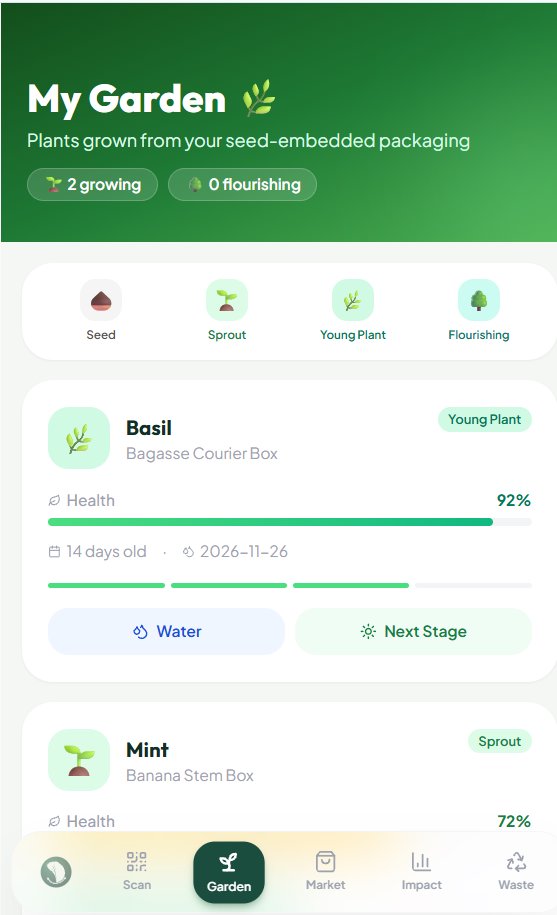 My Garden
Plants grown from your seed-embedded packaging
2 growing
0 flourishing
Seed
Sprout
Young Plant
Flourishing
Basil
Young Plant
Bagasse Courier Box
Health
92%
14 days old · 2026-11-26
Water
Next Stage
Mint
Sprout
Banana Stem Box
Health
72%
Scan
Garden
Market
Impact
Waste